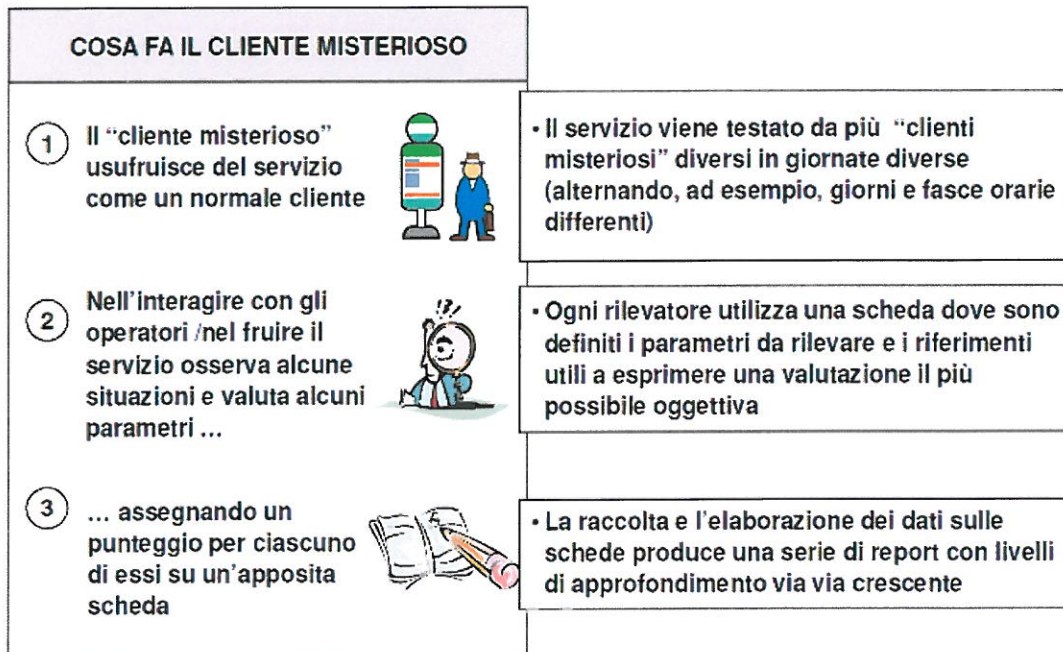 COSA FA IL CLIENTE MISTERIOSO
1
Il “cliente misterioso”
usufruisce del servizio
come un normale cliente
• Il servizio viene testato da più “clienti
misteriosi” diversi in giornate diverse
(alternando, ad esempio, giorni e fasce orarie
differenti)
2
Nell’interagire con gli
operatori /nel fruire il
servizio osserva alcune
situazioni e valuta alcuni
parametri ...
!?!
• Ogni rilevatore utilizza una scheda dove sono
definiti i parametri da rilevare e i riferimenti
utili a esprimere una valutazione il più
possibile oggettiva
3
... assegnando un
punteggio per ciascuno
di essi su un’apposita
scheda
• La raccolta e l’elaborazione dei dati sulle
schede produce una serie di report con livelli
di approfondimento via via crescente